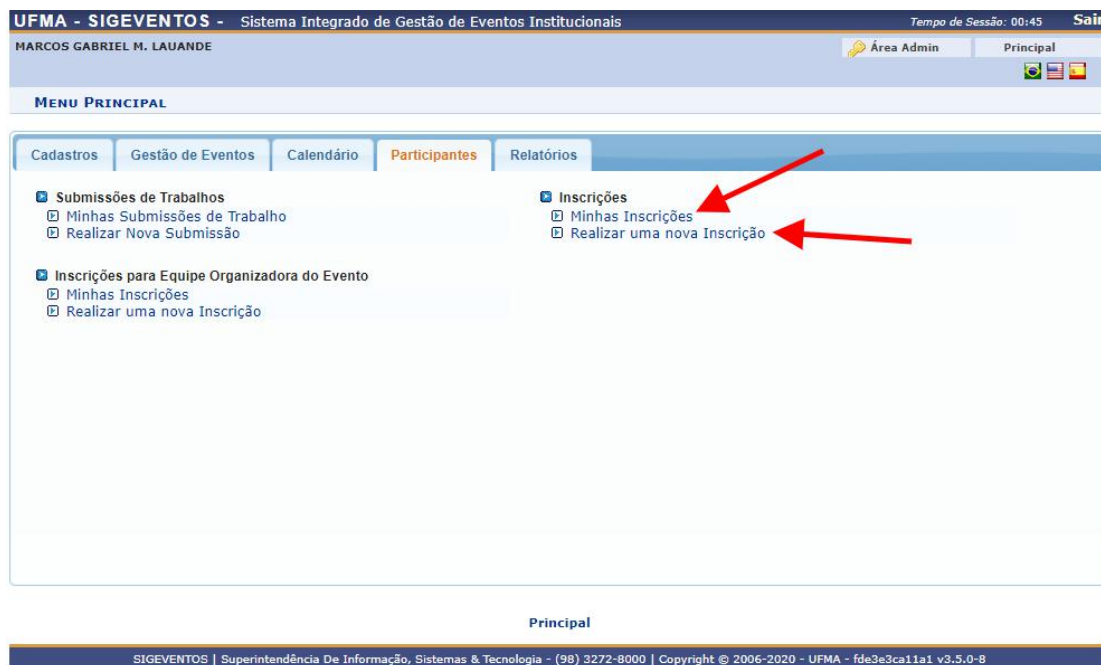 UFMA - SIGEVENTOS - Sistema Integrado de Gestão de Eventos Institucionais Tempo de Sessão: 00:45 Sair
MARCOS GABRIEL M. LAUANDE Área Admin Principal
MENU PRINCIPAL
Cadastros Gestão de Eventos Calendário Participantes Relatórios
Submissões de Trabalhos
Minhas Submissões de Trabalho
Realizar Nova Submissão
Inscrições
Minhas Inscrições
Realizar uma nova Inscrição
Inscrições para Equipe Organizadora do Evento
Minhas Inscrições
Realizar uma nova Inscrição
Principal
SIGEVENTOS | Superintendência De Informação, Sistemas & Tecnologia - (98) 3272-8000 | Copyright © 2006-2020 - UFMA - fde3e3ca11a1 v3.5.0-8